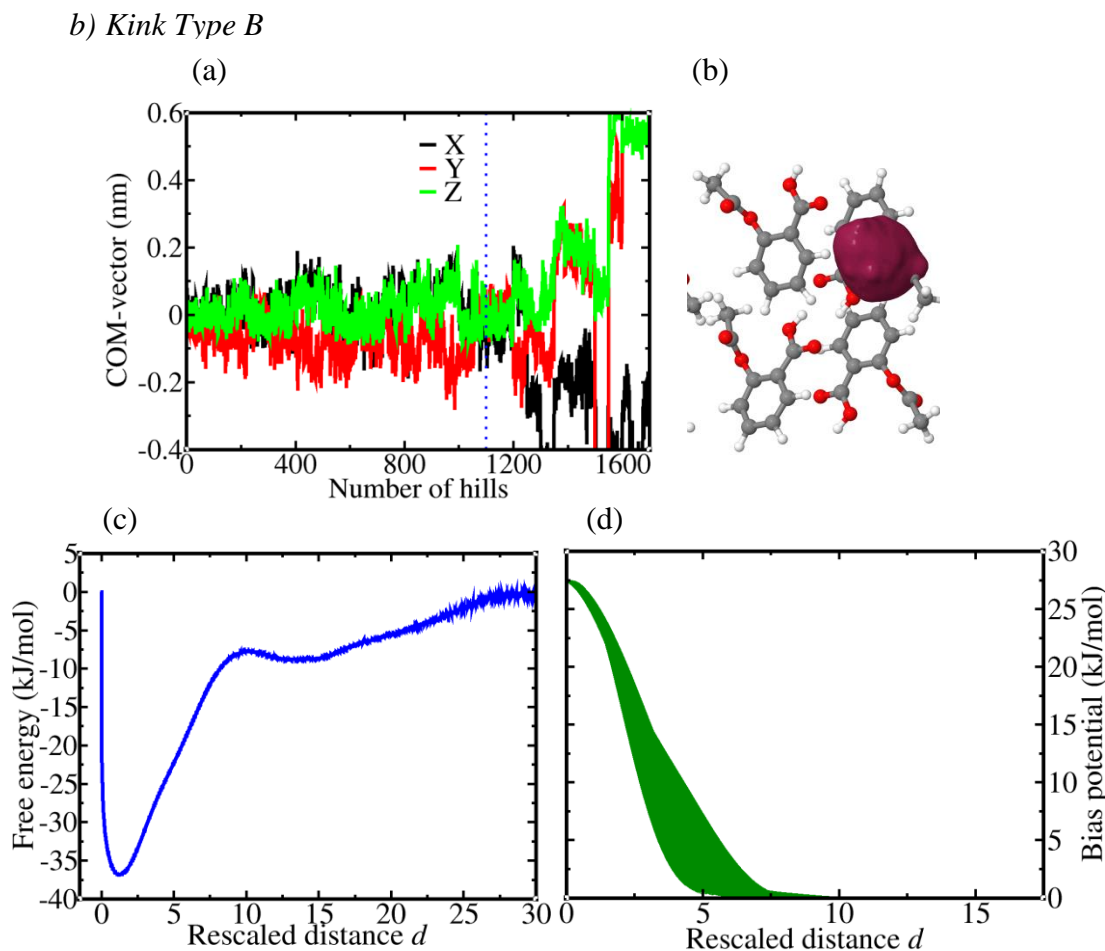 b) Kink Type B
(a)
(b)
0.6
0.4
0.2
0
-0.2
-0.4
COM-vector (nm)
X
Y
Z
0
400
800
1200
1600
Number of hills
(c)
(d)
5
0
-5
-10
-15
-20
-25
-30
-35
-40
Free energy (kJ/mol)
0
5
10
15
20
25
30
Rescaled distance d
30
25
20
15
10
5
0
Bias potential (kJ/mol)
0
5
10
15
Rescaled distance d